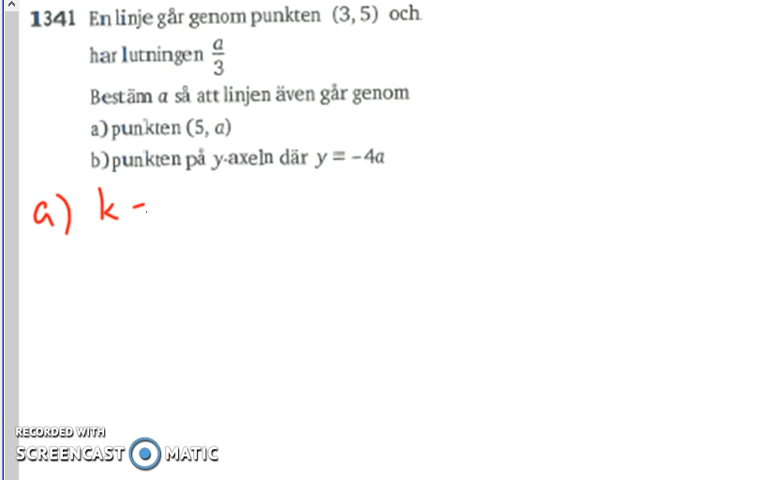 1341 En linje går genom punkten (3, 5) och
har lutningen a/3
Bestäm a så att linjen även går genom
a) punkten (5, a)
b) punkten på y-axeln där y = -4a
a) k -
RECORDED WITH
SCREENCAST MATIC